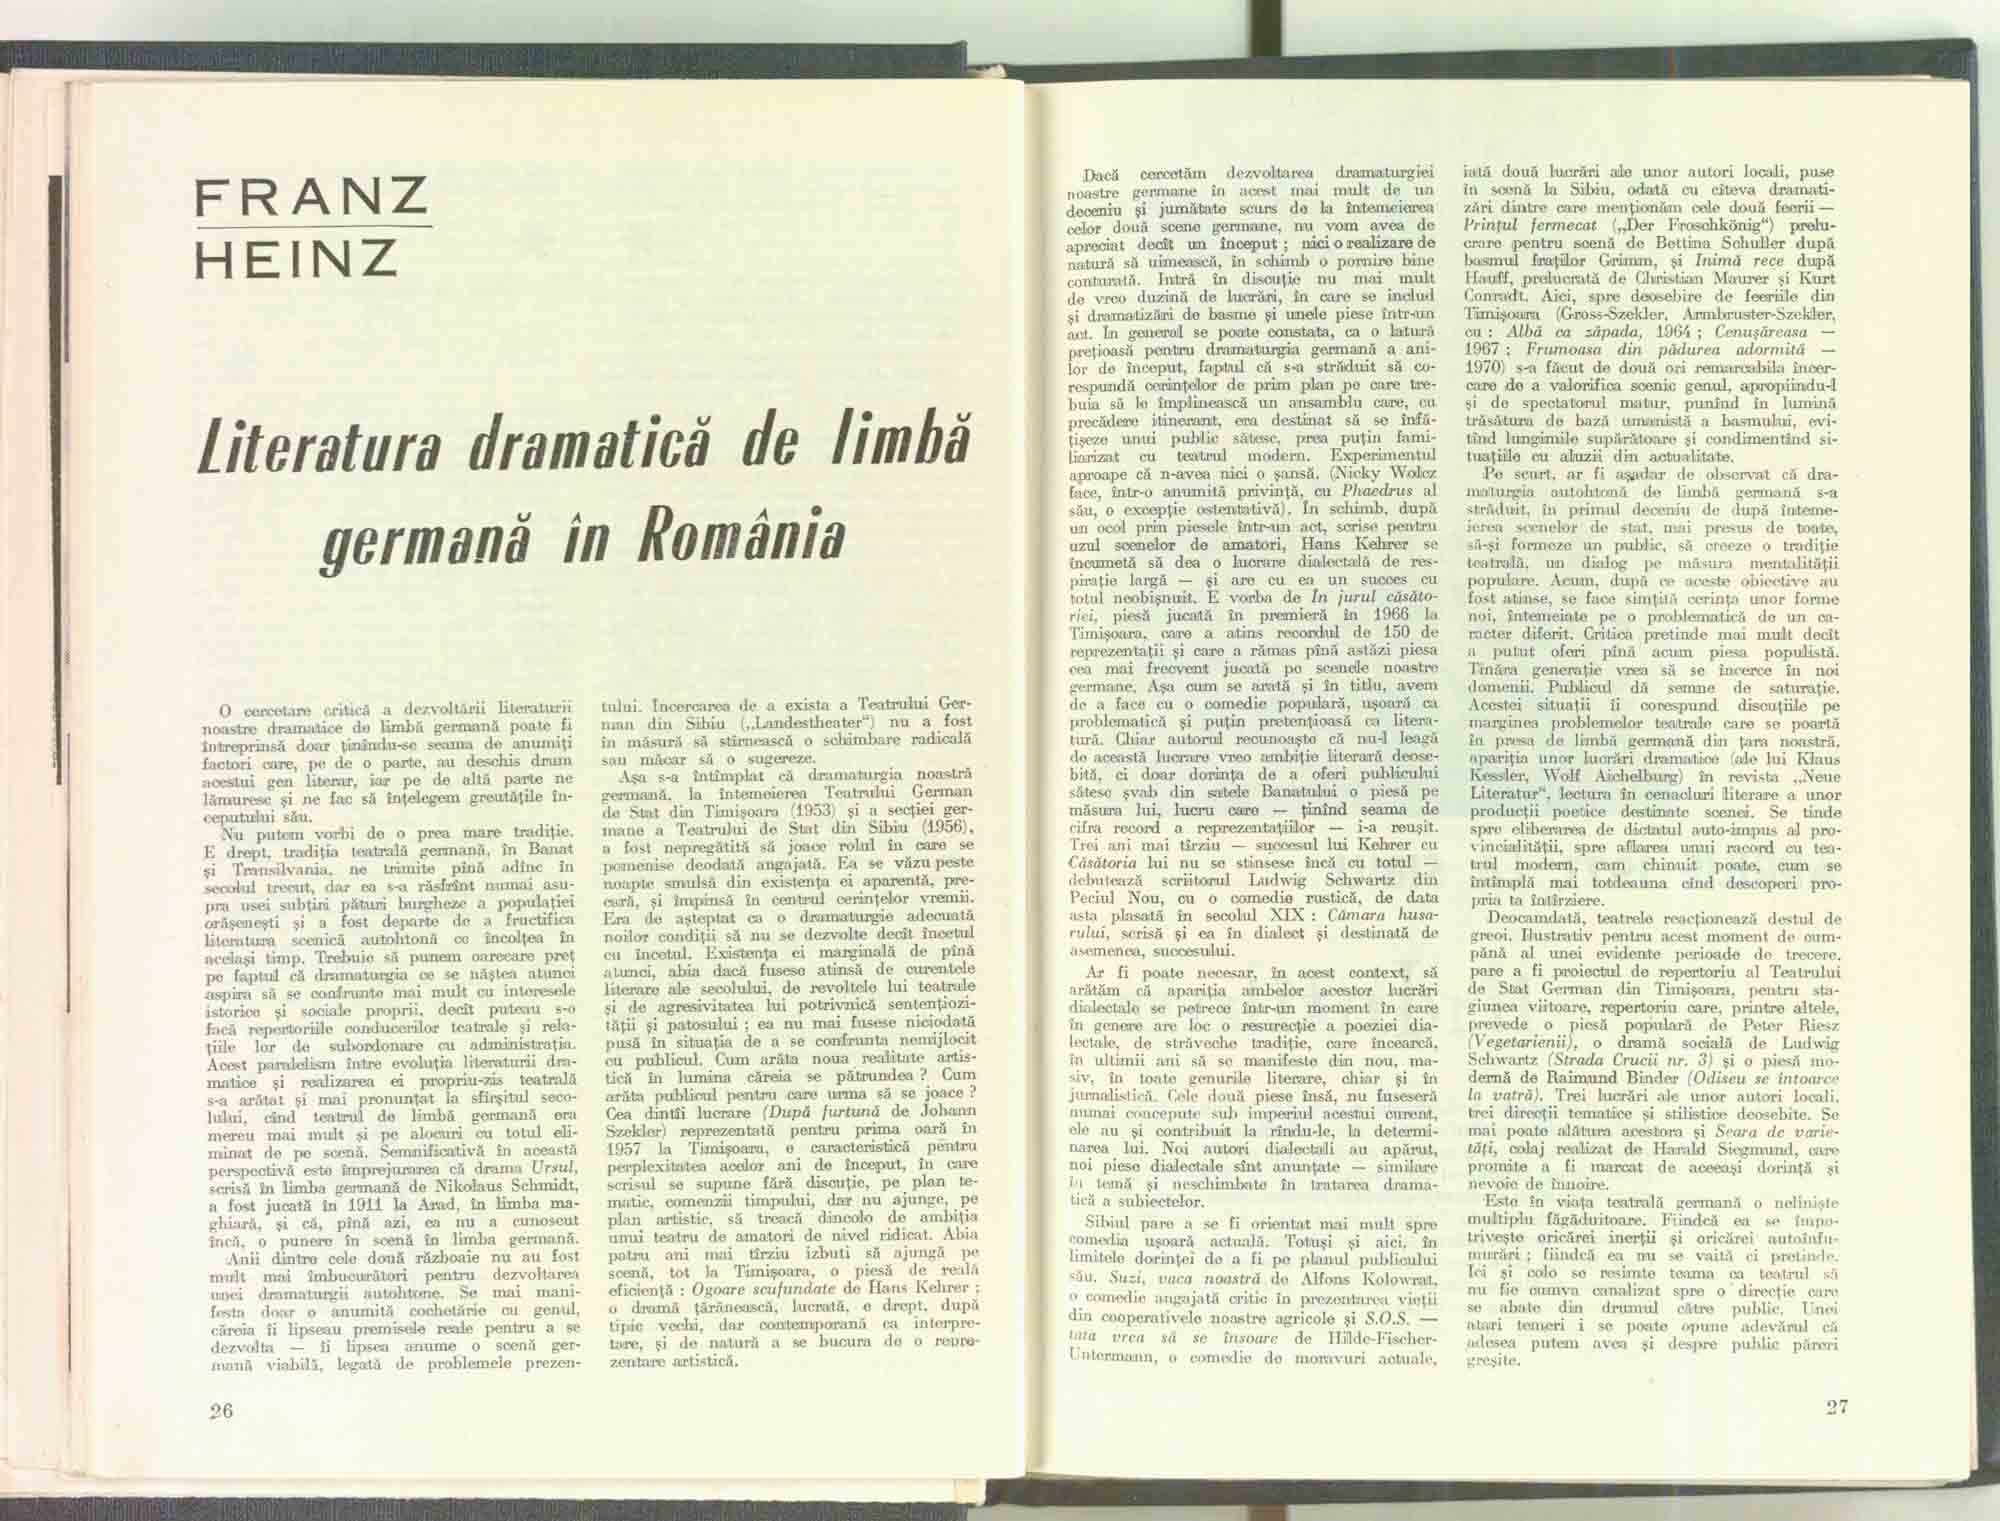 FRANZ
HEINZ
Literatura dramatică de limbă
germană în România
O cercetare critică a dezvoltării literaturii
noastre dramatice de limbă germană poate fi
întreprinsă doar ţinîndu-se seama de anumiţi
factori care, pe de o parte, au deschis drum
acestui gen literar, iar pe de altă parte ne
lămuresc şi ne fac să înţelegem greutăţile în-
ceputului său.
Nu putem vorbi de o prea mare tradiţie.
E drept, tradiţia teatrală germană, în Banat
şi Transilvania, ne trimite pînă adînc în
secolul trecut, dar ea s-a răsfrînt numai asu-
pra unei subţiri pături burgheze a populaţiei
orăşeneşti şi a fost departe de a fructifica
literatura scenică autohtonă ce încolţea în
acelaşi timp. Trebuie să punem oarecare preţ
pe faptul că dramaturgia ce se năştea atunci
aspira să se confrunte mai mult cu interesele
istorice şi sociale proprii, decît puteau s-o
facă repertoriile conducerilor teatrale şi rela-
ţiile lor de subordonare cu administraţia.
Acest paralelism între evoluţia literaturii dra-
matice şi realizarea ei propriu-zis teatrală
s-a arătat şi mai pronunţat la sfîrşitul seco-
lului, cînd teatrul de limbă germană era
mereu mai mult şi pe alocuri cu totul eli-
minat de pe scenă. Semnificativă în această
perspectivă este împrejurarea că drama Ursul,
scrisă în limba germană de Nikolaus Schmidt,
a fost jucată în 1911 la Arad, în limba ma-
ghiară, şi că, pînă azi, ea nu a cunoscut
încă, o punere în scenă în limba germană.
Anii dintre cele două războaie nu au fost
mult mai îmbucurători pentru dezvoltarea
unei dramaturgii autohtone. Se mai mani-
festa doar o anumită cochetărie cu genul,
căreia îi lipseau premisele reale pentru a se
dezvolta — îi lipsea anume o scenă ger-
mană viabilă, legată de problemele prezen-
tului. Încercarea de a exista a Teatrului Ger-
man din Sibiu („Landestheater“) nu a fost
în măsură să stîrnească o schimbare radicală
sau măcar să o sugereze.
Aşa s-a întîmplat că dramaturgia noastră
germană, la întemeierea Teatrului German
de Stat din Timişoara (1953) şi a secţiei ger-
mane a Teatrului de Stat din Sibiu (1956),
a fost nepregătită să joace rolul în care se
pomenise deodată angajată. Ea se văzu peste
noapte smulsă din existenţa ei aparentă, pre-
cară, şi împinsă în centrul cerinţelor vremii.
Era de aşteptat ca o dramaturgie adecuată
noilor condiţii să nu se dezvolte decît încetul
cu încetul. Existenţa ei marginală de pînă
atunci, abia dacă fusese atinsă de curentele
literare ale secolului, de revoltele lui teatrale
şi de agresivitatea lui potrivnică sentenţiozi-
tăţii şi patosului ; ea nu mai fusese niciodată
pusă în situaţia de a se confrunta nemijlocit
cu publicul. Cum arăta noua realitate artis-
tică în lumina căreia se pătrundea ? Cum
arăta publicul pentru care urma să se joace ?
Cea dintîi lucrare (După furtună de Johann
Szekler) reprezentată pentru prima oară în
1957 la Timişoara, e caracteristică pentru
perplexitatea acelor ani de început, în care
scrisul se supune fără discuţie, pe plan te-
matic, comenzii timpului, dar nu ajunge, pe
plan artistic, să treacă dincolo de ambiţia
unui teatru de amatori de nivel ridicat. Abia
patru ani mai tîrziu izbuti să ajungă pe
scenă, tot la Timişoara, o piesă de reală
eficienţă : Ogoare scufundate de Hans Kehrer ;
o dramă ţărănească, lucrată, e drept, după
tipic vechi, dar contemporană ca interpre-
tare, şi de natură a se bucura de o repre-
zentare artistică.
26
Dacă cercetăm dezvoltarea dramaturgiei
noastre germane în acest mai mult de un
deceniu şi jumătate scurs de la întemeierea
celor două scene germane, nu vom avea de
apreciat decît un început ; nici o realizare de
natură să uimească, în schimb o pornire bine
conturată. Intră în discuţie nu mai mult
de vreo duzină de lucrări, în care se includ
şi dramatizări de basme şi unele piese într-un
act. In general se poate constata, ca o latură
preţioasă pentru dramaturgia germană a ani-
lor de început, faptul că s-a străduit să co-
respundă cerinţelor de prim plan pe care tre-
buia să le împlinească un ansamblu care, cu
precădere itinerant, era destinat să se înfă-
ţişeze unui public sătesc, prea puţin fami-
liarizat cu teatrul modern. Experimentul
aproape că n-avea nici o şansă. (Nicky Wolcz
face, într-o anumită privinţă, cu Phaedrus al
său, o excepţie ostentativă). În schimb, după
un ocol prin piesele într-un act, scrise pentru
uzul scenelor de amatori, Hans Kehrer se
încumetă să dea o lucrare dialectală de res-
piraţie largă — şi are cu ea un succes cu
totul neobişnuit. E vorba de In jurul căsăto-
riei, piesă jucată în premieră în 1966 la
Timişoara, care a atins recordul de 150 de
reprezentaţii şi care a rămas pînă astăzi piesa
cea mai frecvent jucată pe scenele noastre
germane. Aşa cum se arată şi în titlu, avem
de a face cu o comedie populară, uşoară ca
problematică şi puţin pretenţioasă ca litera-
tură. Chiar autorul recunoaşte că nu-l leagă
de această lucrare vreo ambiţie literară deose-
bită, ci doar dorinţa de a oferi publicului
sătesc şvab din satele Banatului o piesă pe
măsura lui, lucru care — ţinînd seama de
cifra record a reprezentaţiilor — i-a reuşit.
Trei ani mai tîrziu — succesul lui Kehrer cu
Căsătoria lui nu se stinsese încă cu totul —
debutează scriitorul Ludwig Schwartz din
Peciul Nou, cu o comedie rustică, de data
asta plasată în secolul XIX : Cămara husa-
rului, scrisă şi ea în dialect şi destinată de
asemenea, succesului.
Ar fi poate necesar, în acest context, să
arătăm că apariţia ambelor acestor lucrări
dialectale se petrece într-un moment în care
în genere are loc o resurecţie a poeziei dia-
lectale, de străveche tradiţie, care încearcă,
în ultimii ani să se manifeste din nou, ma-
siv, în toate genurile literare, chiar şi în
jurnalistică. Cele două piese însă, nu fuseseră
numai concepute sub imperiul acestui curent,
ele au şi contribuit la rîndu-le, la determi-
narea lui. Noi autori dialectali au apărut,
noi piese dialectale sînt anunţate — similare
în temă şi neschimbate în tratarea drama-
tică a subiectelor.
Sibiul pare a se fi orientat mai mult spre
comedia uşoară actuală. Totuşi şi aici, în
limitele dorinţei de a fi pe planul publicului
său. Suzi, vaca noastră de Alfons Kolowrat,
o comedie angajată critic în prezentarea vieţii
din cooperativele noastre agricole şi S.O.S. —
tata vrea să se însoare de Hilde-Fischer-
Untermann, o comedie de moravuri actuale,
iată două lucrări ale unor autori locali, puse
în scenă la Sibiu, odată cu cîteva dramati-
zări dintre care menţionăm cele două feerii —
Prinţul fermecat („Der Froschkönig“) prelu-
crare pentru scenă de Bettina Schuller după
basmul fraţilor Grimm, şi Inimă rece după
Hauff, prelucrată de Christian Maurer şi Kurt
Conradt. Aici, spre deosebire de feeriile din
Timişoara (Gross-Szekler, Armbruster-Szekler,
cu : Albă ca zăpada, 1964 ; Cenuşăreasa —
1967 ; Frumoasa din pădurea adormită —
1970) s-a făcut de două ori remarcabila încer-
care de a valorifica scenic genul, apropiindu-l
şi de spectatorul matur, punînd în lumină
trăsătura de bază umanistă a basmului, evi-
tînd lungimile supărătoare şi condimentînd si-
tuaţiile cu aluzii din actualitate.
Pe scurt, ar fi aşadar de observat că dra-
maturgia autohtonă de limbă germană s-a
străduit, în primul deceniu de după înteme-
ierea scenelor de stat, mai presus de toate,
să-şi formeze un public, să creeze o tradiţie
teatrală, un dialog pe măsura mentalităţii
populare. Acum, după ce aceste obiective au
fost atinse, se face simţită cerinţa unor forme
noi, întemeiate pe o problematică de un ca-
racter diferit. Critica pretinde mai mult decît
a putut oferi pînă acum piesa populistă.
Tînăra generaţie vrea să se încerce în noi
domenii. Publicul dă semne de saturaţie.
Acestei situaţii îi corespund discuţiile pe
marginea problemelor teatrale care se poartă
în presa de limbă germană din ţara noastră,
apariţia unor lucrări dramatice (ale lui Klaus
Kessler, Wolf Aichelburg) în revista „Neue
Literatur“, lectura în cenacluri literare a unor
producţii poetice destinate scenei. Se tinde
spre eliberarea de dictatul auto-impus al pro-
vincialităţii, spre aflarea unui racord cu tea-
trul modern, cam chinuit poate, cum se
întîmplă mai totdeauna cînd descoperi pro-
pria ta întîrziere.
Deocamdată, teatrele reacţionează destul de
greoi. Ilustrativ pentru acest moment de cum-
pănă al unei evidente perioade de trecere,
pare a fi proiectul de repertoriu al Teatrului
de Stat German din Timişoara, pentru sta-
giunea viitoare, repertoriu care, printre altele,
prevede o piesă populară de Peter Riesz
(Vegetarienii), o dramă socială de Ludwig
Schwartz (Strada Crucii nr. 3) şi o piesă mo-
dernă de Raimund Binder (Odiseu se întoarce
la vatră). Trei lucrări ale unor autori locali,
trei direcţii tematice şi stilistice deosebite. Se
mai poate alătura acestora şi Seara de varie-
tăţi, colaj realizat de Harald Siegmund, care
promite a fi marcat de aceeaşi dorinţă şi
nevoie de înnoire.
Este în viaţa teatrală germană o nelinişte
multiplu făgăduitoare. Fiindcă ea se împo-
triveşte oricărei inerţii şi oricărei autoînfu-
murări ; fiindcă ea nu se vaită ci pretinde.
Ici şi colo se resimte teama ca teatrul să
nu fie cumva canalizat spre o direcţie care
se abate din drumul către public. Unei
atari temeri i se poate opune adevărul că
adesea putem avea şi despre public păreri
greşite.
27